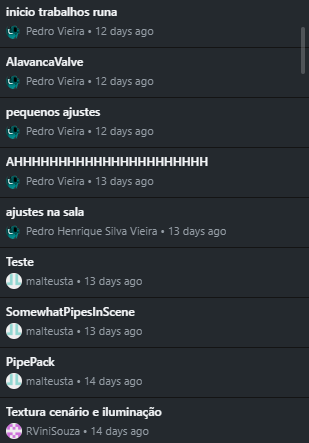 inicio trabalhos runa
Pedro Vieira • 12 days ago
AlavancaValve
Pedro Vieira • 12 days ago
pequenos ajustes
Pedro Vieira • 12 days ago
AHHHHHHHHHHHHHHHHHHHHHH
Pedro Vieira • 13 days ago
ajustes na sala
Pedro Henrique Silva Vieira • 13 days ago
Teste
malteusta • 13 days ago
SomewhatPipesInScene
malteusta • 13 days ago
PipePack
malteusta • 14 days ago
Textura cenário e iluminação
RViniSouza • 14 days ago